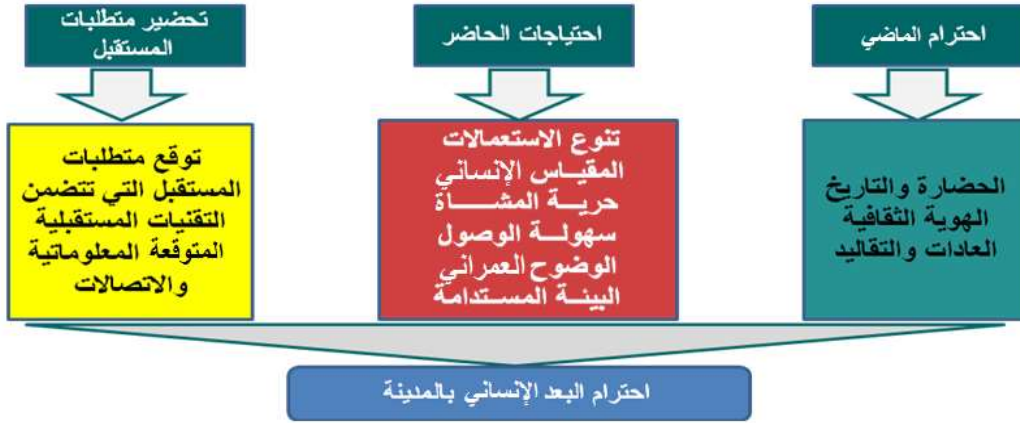 احترام الماضي
احتياجات الحاضر
تحضير متطلبات
المستقبل
الحضارة والتاريخ
الهوية الثقافية
العادات والتقاليد
تنوع الاستعمالات
المقياس الإنساني
حرية المشاة
سهولة الوصول
الوضوح العمراني
البيئة المستدامة
توقع متطلبات
المستقبل التي تتضمن
التقنيات المستقبلية
المتوقعة المعلوماتية
والاتصالات
احترام البعد الإنساني بالمدينة